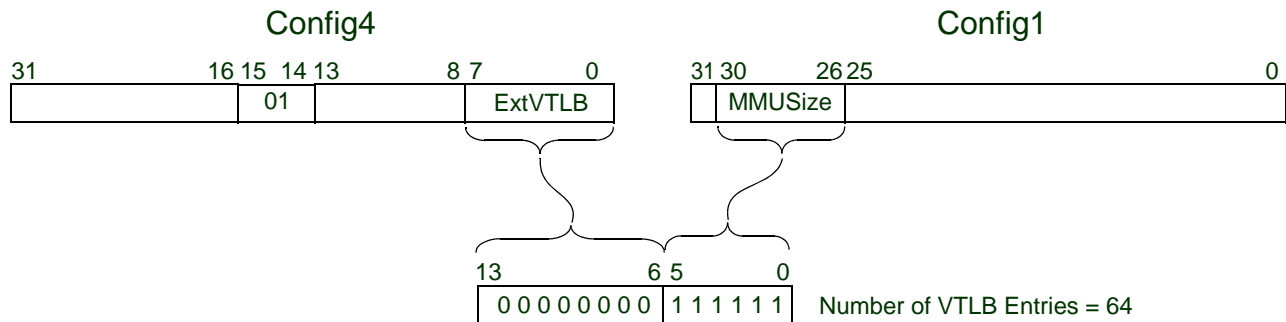 Config4 Config1
31 16 15 14 13 8 7 0 31 30 26 25 0
01 ExtVTLB MMUSize
13 6 5 0
0 0 0 0 0 0 0 0 1 1 1 1 1 1 Number of VTLB Entries = 64